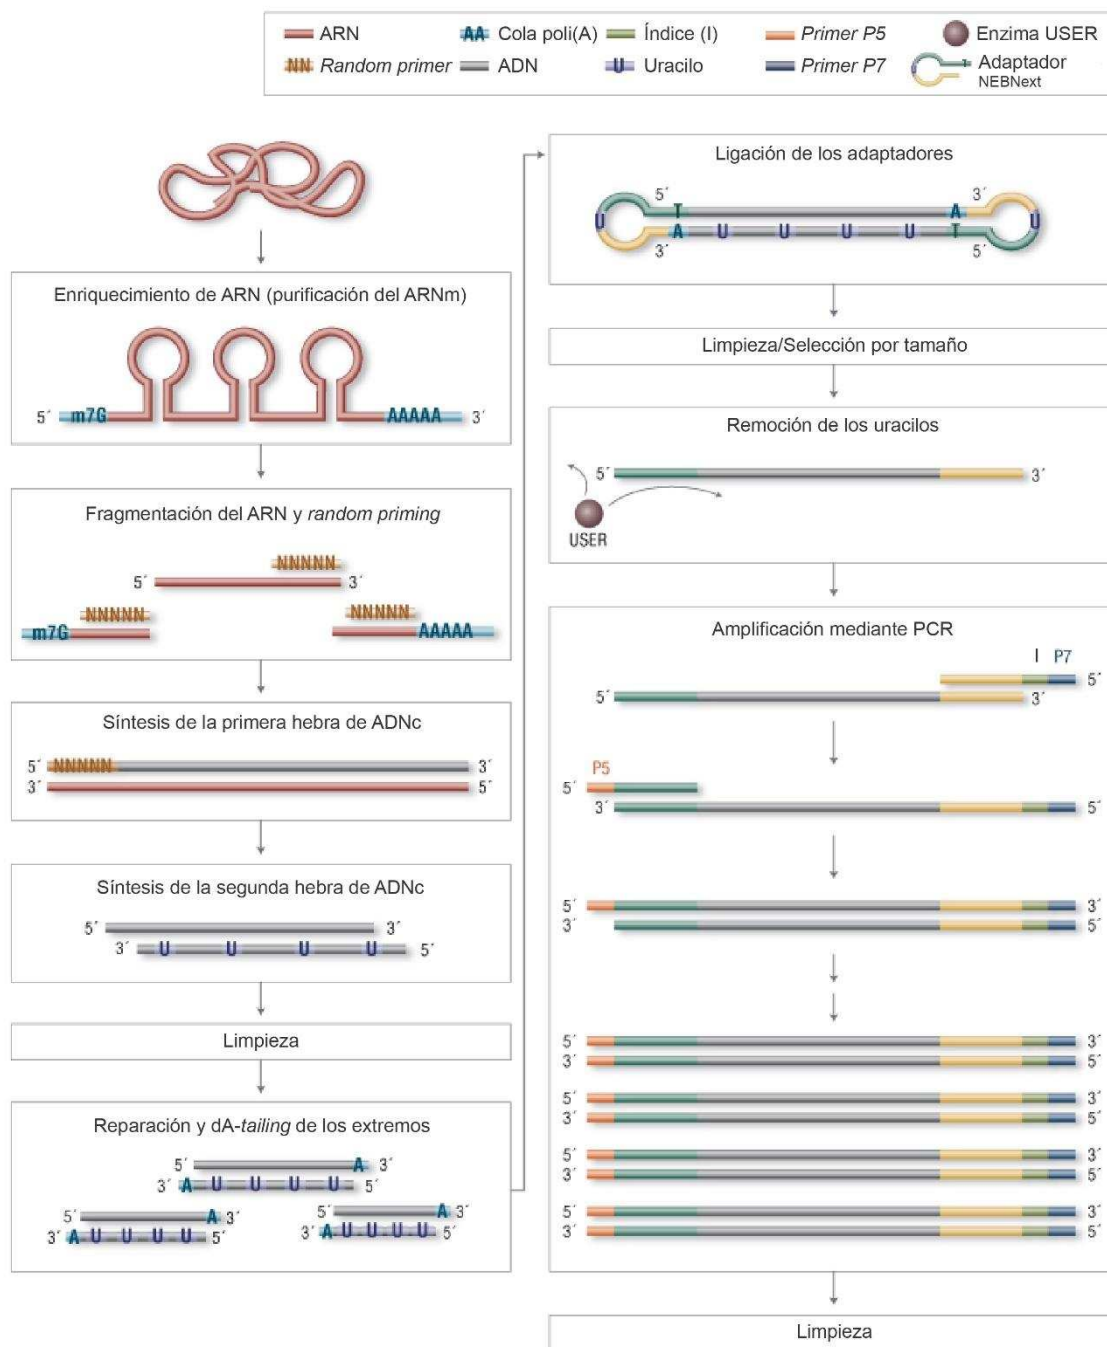 ARN
AA Cola poli(A)
Índice (I)
Primer P5
Enzima USER
NN Random primer
ADN
U Uracilo
Primer P7
T Adaptador
NEBNext
Enriquecimiento de ARN (purificación del ARNm)
5´ m7G AAAAA 3´
Fragmentación del ARN y random priming
NNNNN
5´ 3´
NNNNN NNNNN
m7G AAAAA
Síntesis de la primera hebra de ADNc
5´ NNNNN 3´
3´ 5´
Síntesis de la segunda hebra de ADNc
5´ 3´
3´ U U U U 5´
Limpieza
Reparación y dA-tailing de los extremos
5´ A 3´
3´ A U U U U 5´
5´ A 3´
3´ A U U U U 5´
5´ A 3´
3´ A U U U U 5´
Ligación de los adaptadores
5´ 3´
T A
U U
A U U U U T
3´ 5´
Limpieza/Selección por tamaño
Remoción de los uracilos
5´ 3´
USER
Amplificación mediante PCR
I P7
5´
5´ 3´
P5
5´
3´ 5´
5´ 3´
3´ 5´
5´ 3´
3´ 5´
5´ 3´
3´ 5´
5´ 3´
3´ 5´
5´ 3´
3´ 5´
Limpieza